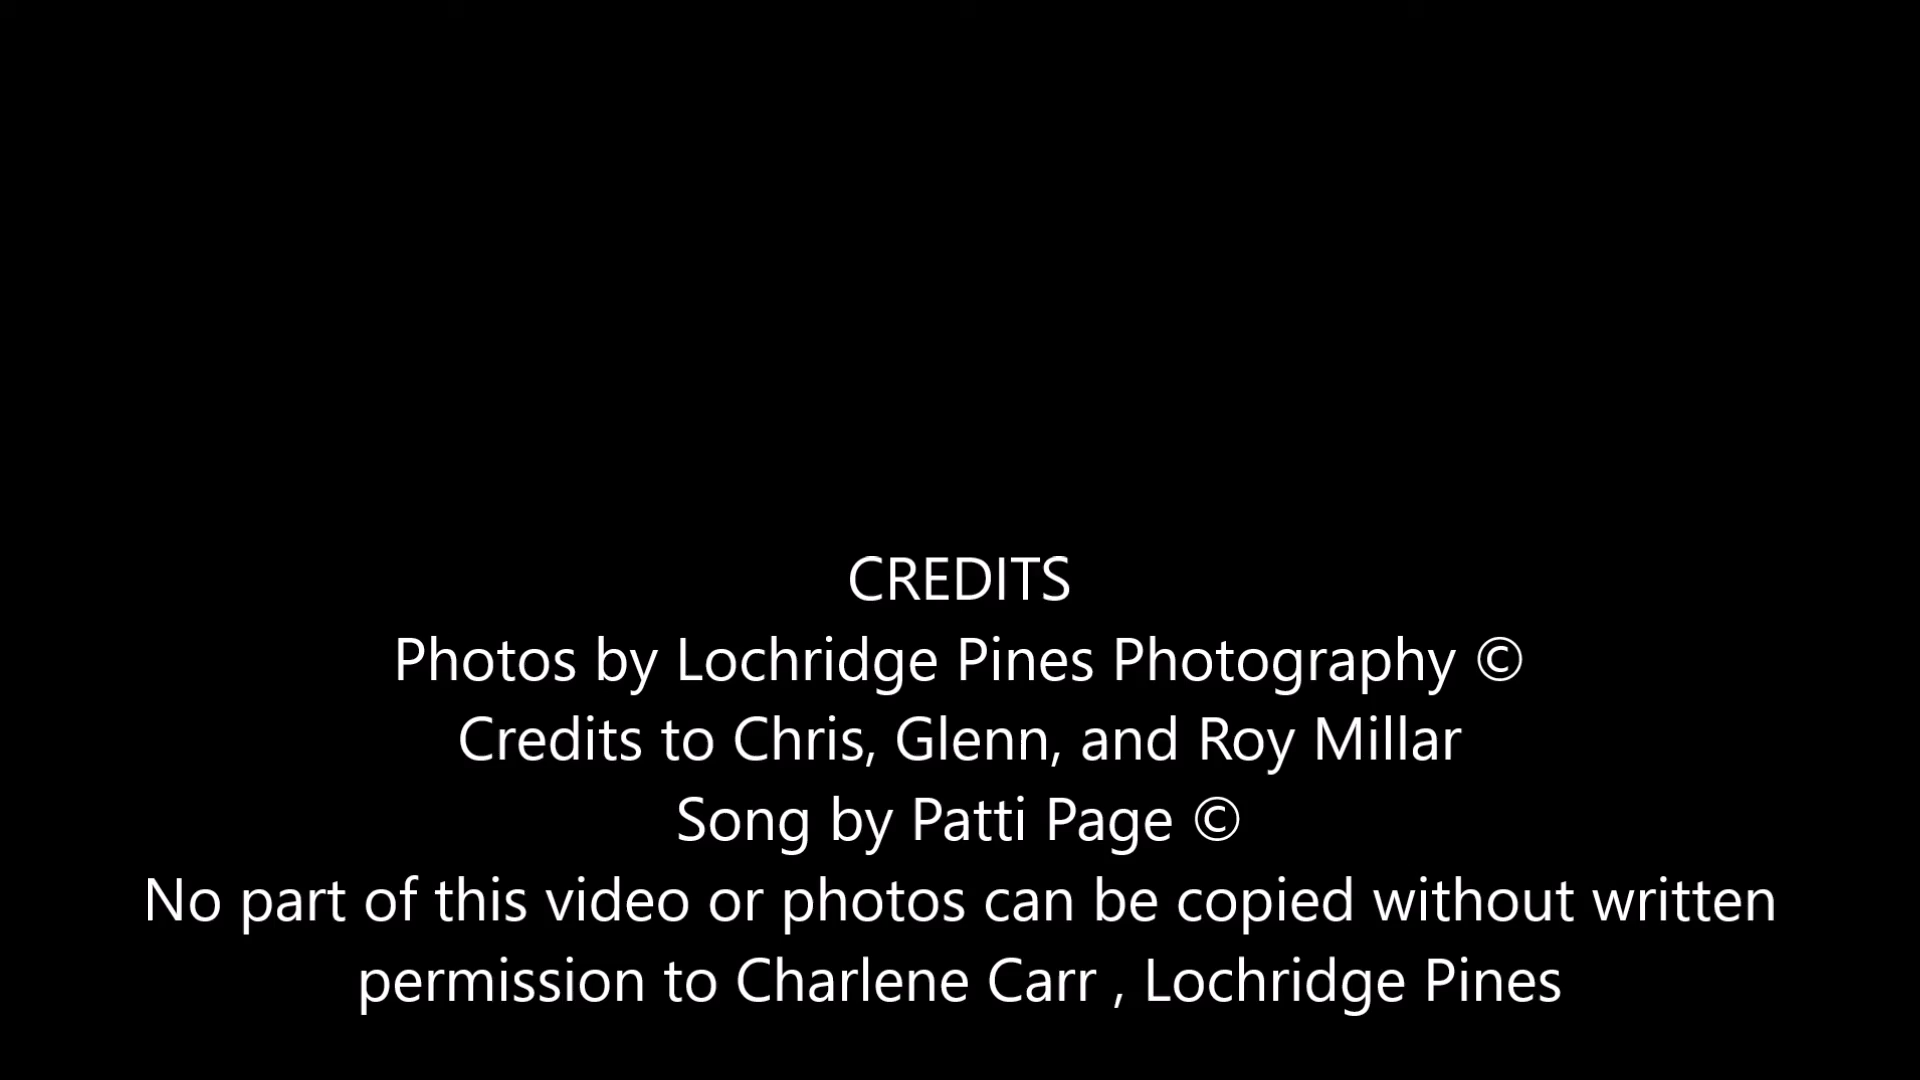 CREDITS
Photos by Lochridge Pines Photography ©
Credits to Chris, Glenn, and Roy Millar
Song by Patti Page ©
No part of this video or photos can be copied without written
permission to Charlene Carr , Lochridge Pines